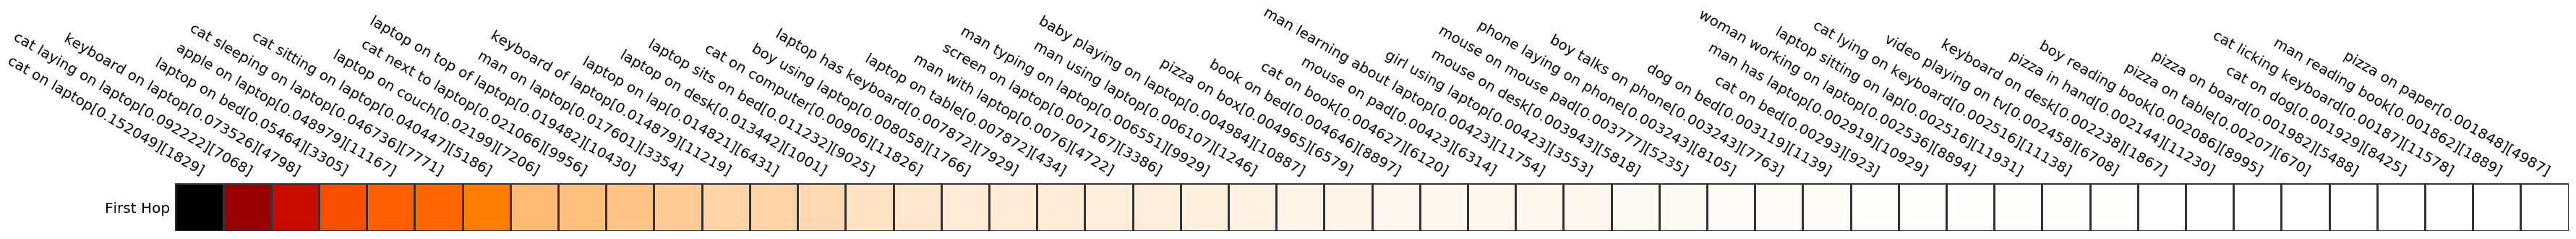 cat on laptop[0.152049][1829]
cat laying on laptop[0.09222][7068]
keyboard on laptop[0.073526][4798]
laptop on bed[0.05464][3305]
apple on laptop[0.048979][11167]
cat sleeping on laptop[0.046736][7771]
cat sitting on laptop[0.040447][5186]
laptop on couch[0.02199][7206]
cat next to laptop[0.021066][9956]
laptop on top of laptop[0.019482][10430]
man on laptop[0.017601][3354]
keyboard of laptop[0.014879][11219]
laptop on lap[0.014821][6431]
laptop on desk[0.013442][1001]
laptop sits on bed[0.011232][9025]
cat on computer[0.00906][11826]
boy using laptop[0.008058][1766]
laptop has keyboard[0.007872][7929]
laptop on table[0.007872][434]
man with laptop[0.0076][4722]
screen on laptop[0.007167][3386]
man typing on laptop[0.006551][9929]
man using laptop[0.006107][1246]
baby playing on laptop[0.004984][10887]
pizza on box[0.004965][6579]
book on bed[0.004646][8897]
cat on book[0.004627][6120]
mouse on pad[0.00423][6314]
man learning about laptop[0.00423][11754]
girl using laptop[0.00423][3553]
mouse on desk[0.003943][5818]
mouse on mouse pad[0.003777][5235]
phone laying on phone[0.003243][8105]
boy talks on phone[0.003243][7763]
dog on bed[0.003119][1139]
cat on bed[0.00293][923]
man has laptop[0.002919][10929]
woman working on laptop[0.002536][8894]
laptop sitting on lap[0.002516][11931]
cat lying on keyboard[0.002516][11138]
video playing on tv[0.002458][6708]
keyboard on desk[0.002238][1867]
pizza in hand[0.002144][11230]
boy reading book[0.002086][8995]
pizza on table[0.00207][670]
pizza on board[0.001982][5488]
cat on dog[0.001929][8425]
cat licking keyboard[0.00187][11578]
man reading book[0.001862][1889]
pizza on paper[0.001848][4987]
First Hop